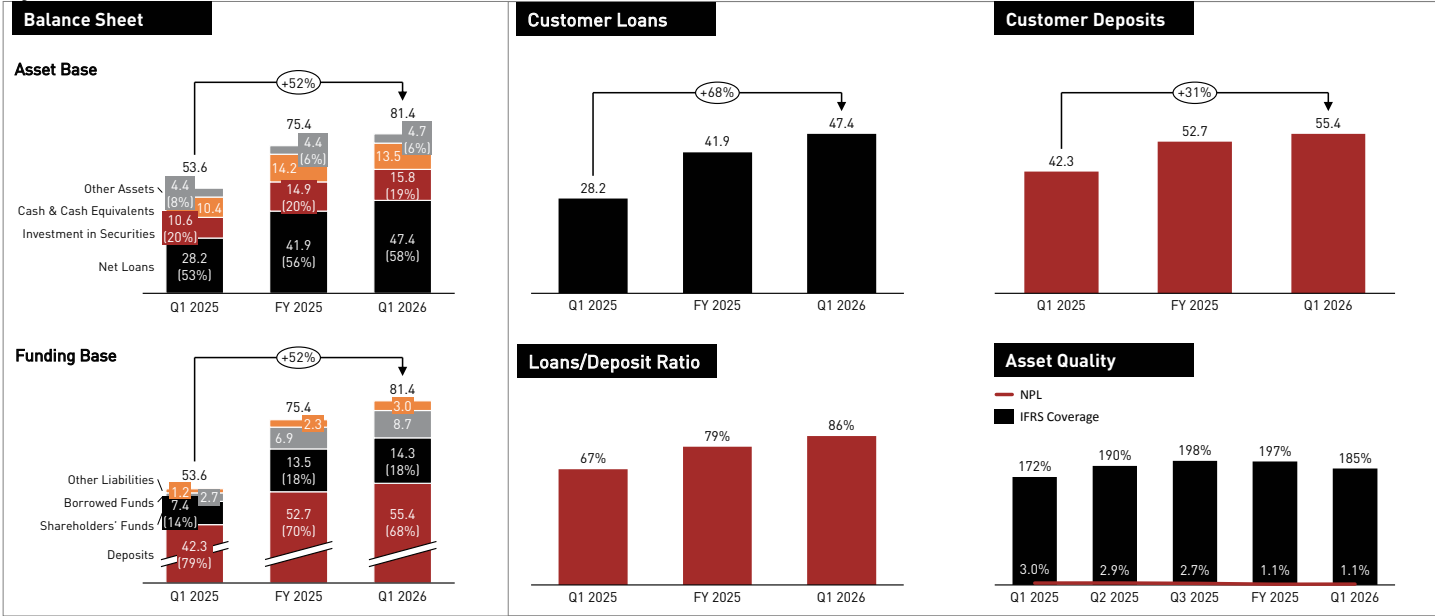 Balance Sheet
Asset Base
+52%
53.6
75.4
81.4
Other Assets
Cash & Cash Equivalents
Investment in Securities
Net Loans
4.4
(8%)
10.4
10.6
(20%)
28.2
(53%)
4.4
(6%)
14.2
14.9
(20%)
41.9
(56%)
4.7
(6%)
13.5
15.8
(19%)
47.4
(58%)
Q1 2025
FY 2025
Q1 2026
Funding Base
+52%
53.6
75.4
81.4
Other Liabilities
Borrowed Funds
Shareholders' Funds
Deposits
1.2
2.7
7.4
(14%)
42.3
(79%)
2.3
6.9
13.5
(18%)
52.7
(70%)
3.0
8.7
14.3
(18%)
55.4
(68%)
Q1 2025
FY 2025
Q1 2026
Customer Loans
+68%
28.2
41.9
47.4
Q1 2025
FY 2025
Q1 2026
Customer Deposits
+31%
42.3
52.7
55.4
Q1 2025
FY 2025
Q1 2026
Loans/Deposit Ratio
67%
79%
86%
Q1 2025
FY 2025
Q1 2026
Asset Quality
NPL
IFRS Coverage
172%
190%
198%
197%
185%
3.0%
2.9%
2.7%
1.1%
1.1%
Q1 2025
Q2 2025
Q3 2025
FY 2025
Q1 2026